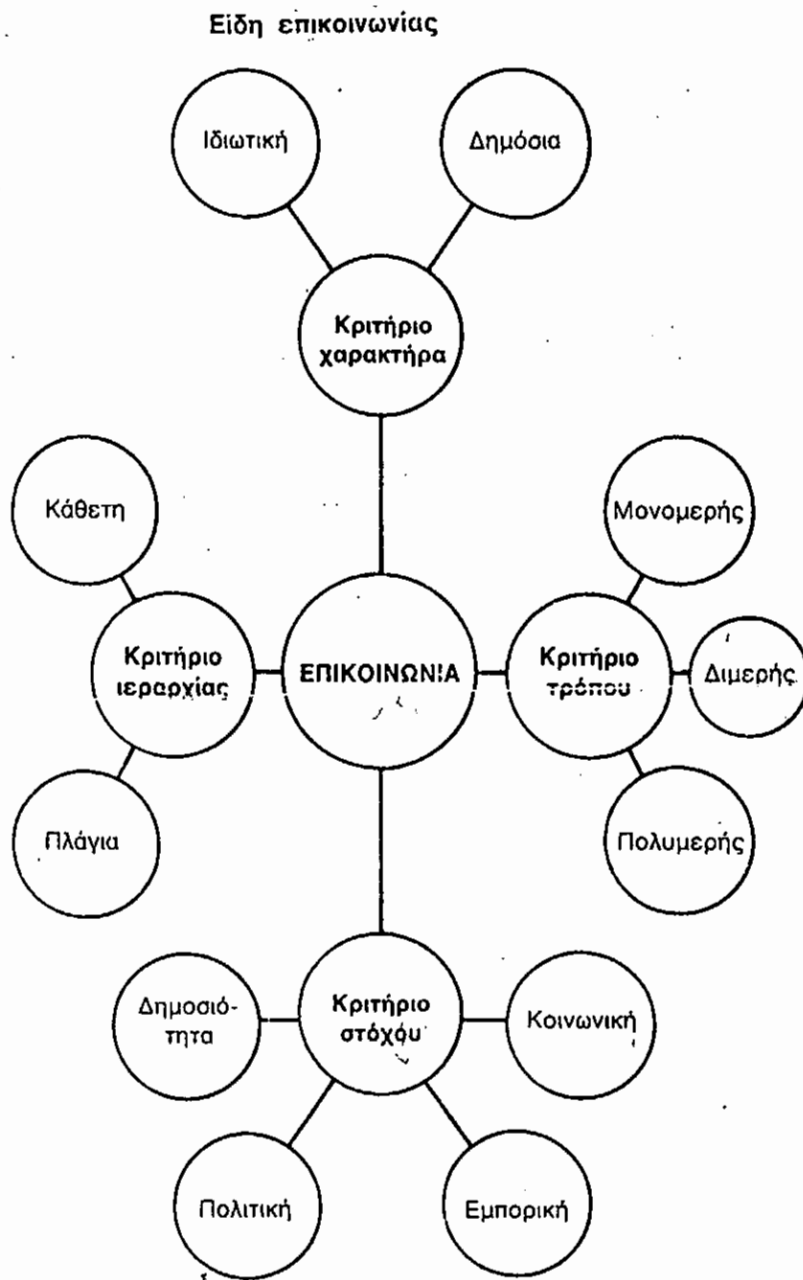 Είδη επικοινωνίας
Ιδιωτική
Δημόσια
Κριτήριο
χαρακτήρα
Κάθετη
Μονομερής
Κριτήριο
ιεραρχίας
ΕΠΙΚΟΙΝΩΝΙΑ
Κριτήριο
τρόπου
Διμερής
Πλάγια
Πολυμερής
Δημοσιό-
τητα
Κριτήριο
στόχου
Κοινωνική
Πολιτική
Εμπορική